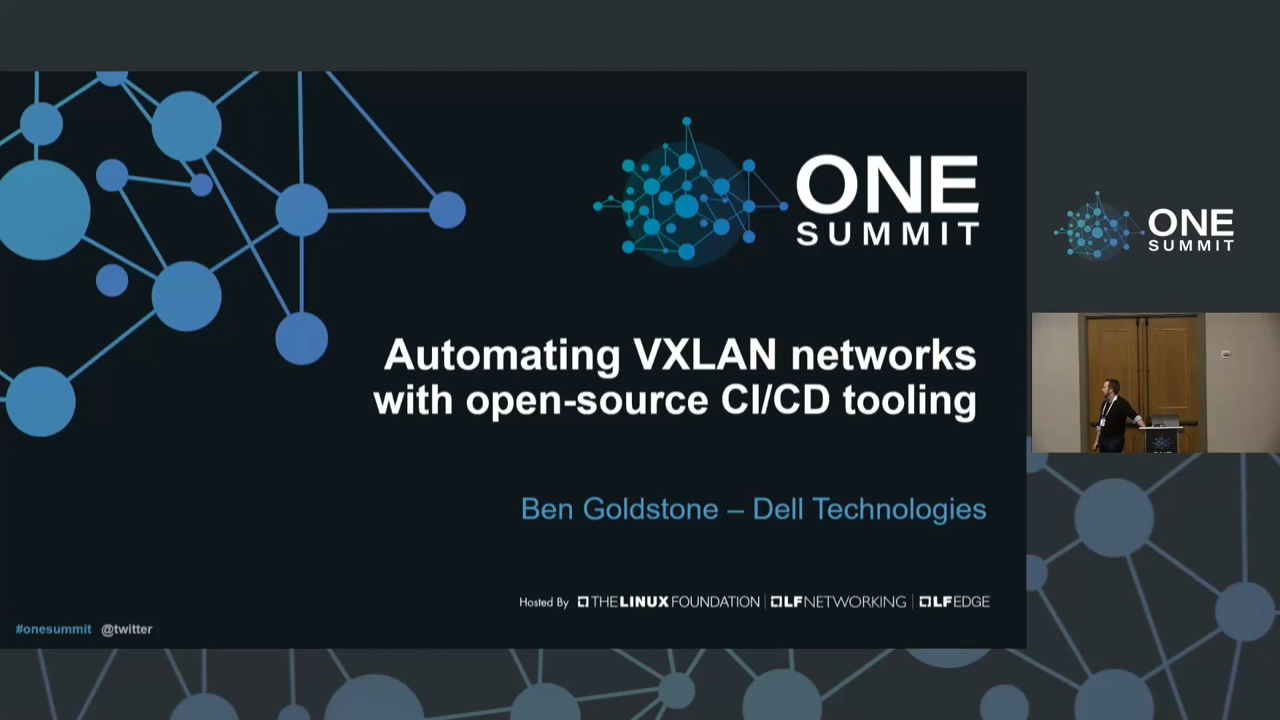 ONE
SUMMIT
Automating VXLAN networks
with open-source CI/CD tooling
Ben Goldstone – Dell Technologies
Hosted By THE LINUX FOUNDATION | LF NETWORKING | LF EDGE
#onesummit @twitter
ONE
SUMMIT